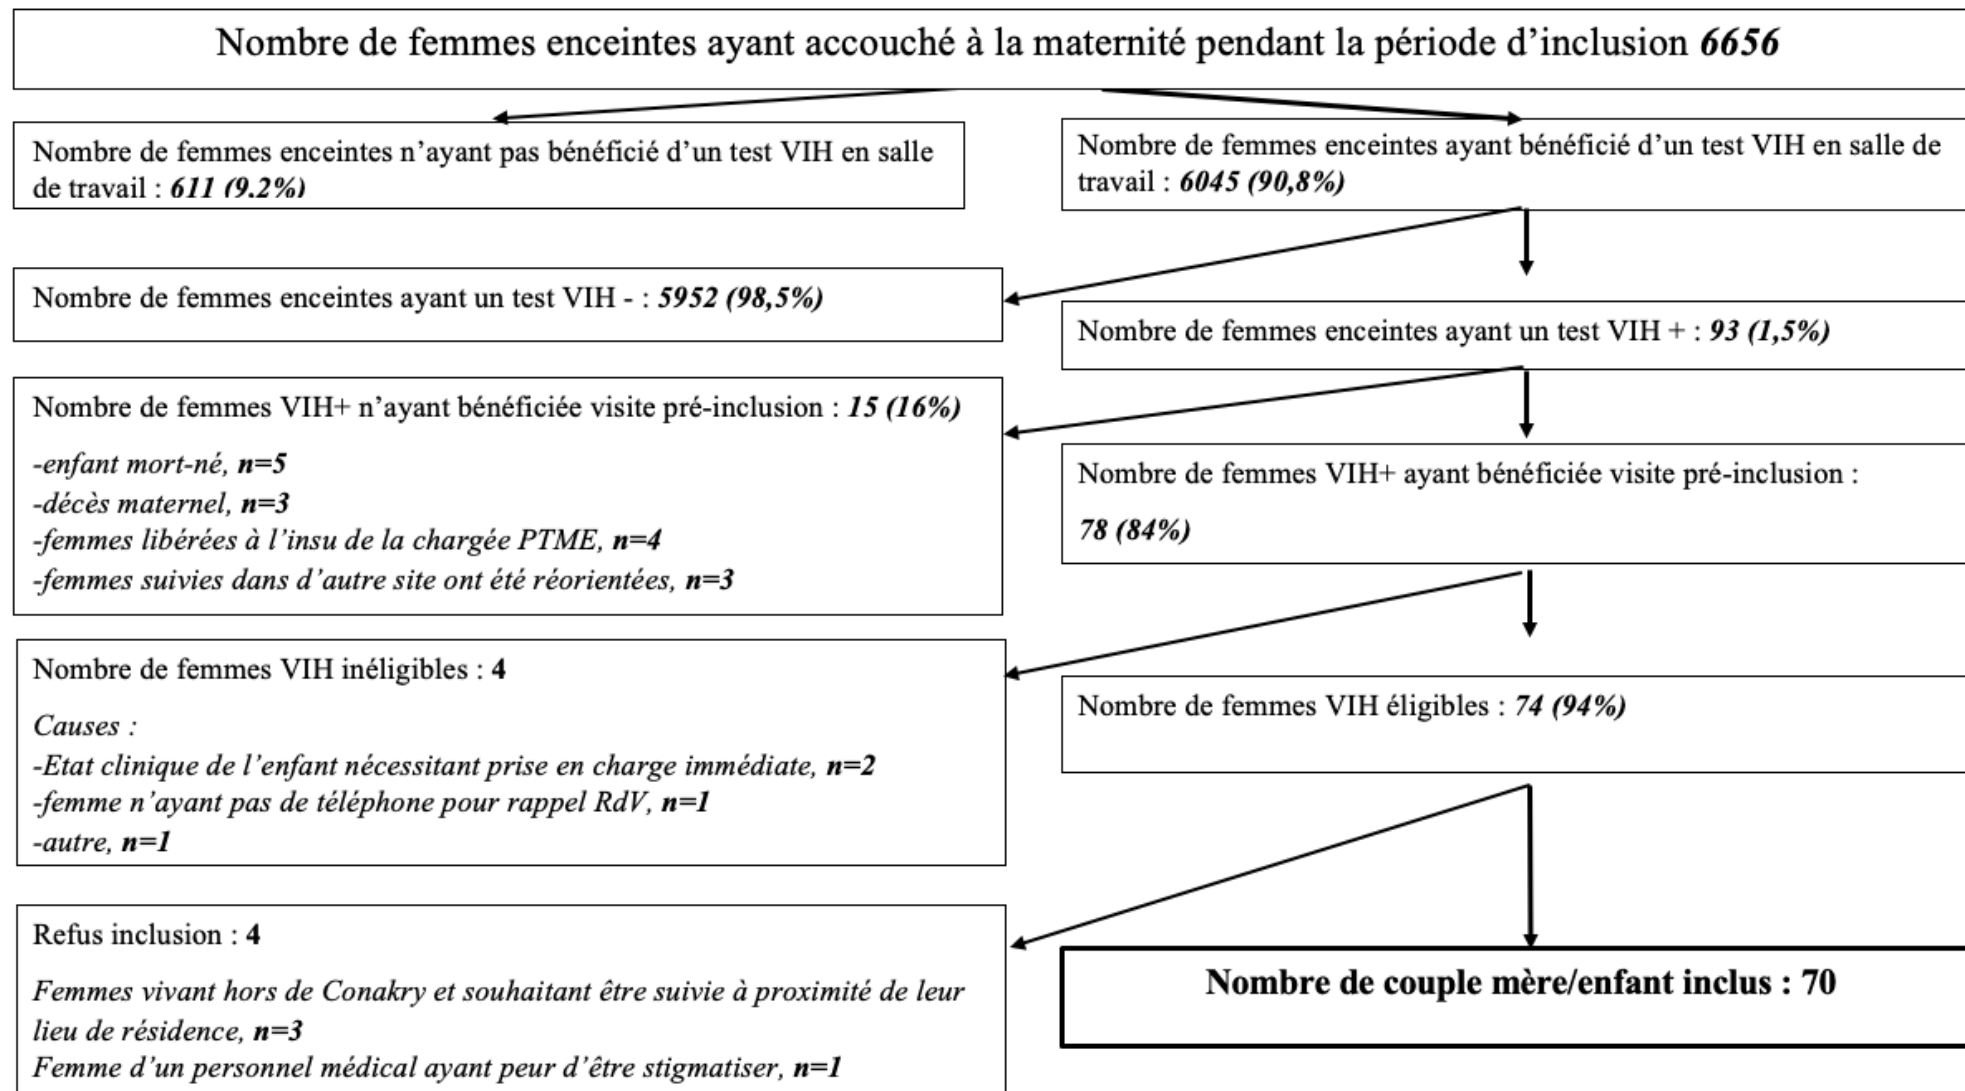 Nombre de femmes enceintes ayant accouché à la maternité pendant la période d’inclusion 6656
Nombre de femmes enceintes n’ayant pas bénéficié d’un test VIH en salle
de travail : 611 (9.2%)
Nombre de femmes enceintes ayant bénéficié d’un test VIH en salle de
travail : 6045 (90,8%)
Nombre de femmes enceintes ayant un test VIH - : 5952 (98,5%)
Nombre de femmes enceintes ayant un test VIH + : 93 (1,5%)
Nombre de femmes VIH+ n’ayant bénéficiée visite pré-inclusion : 15 (16%)
-enfant mort-né, n=5
-décès maternel, n=3
-femmes libérées à l’insu de la chargée PTME, n=4
-femmes suivies dans d’autre site ont été réorientées, n=3
Nombre de femmes VIH+ ayant bénéficiée visite pré-inclusion :
78 (84%)
Nombre de femmes VIH inéligibles : 4
Causes :
-Etat clinique de l’enfant nécessitant prise en charge immédiate, n=2
-femme n’ayant pas de téléphone pour rappel RdV, n=1
-autre, n=1
Nombre de femmes VIH éligibles : 74 (94%)
Refus inclusion : 4
Femmes vivant hors de Conakry et souhaitant être suivie à proximité de leur
lieu de résidence, n=3
Femme d’un personnel médical ayant peur d’être stigmatiser, n=1
Nombre de couple mère/enfant inclus : 70